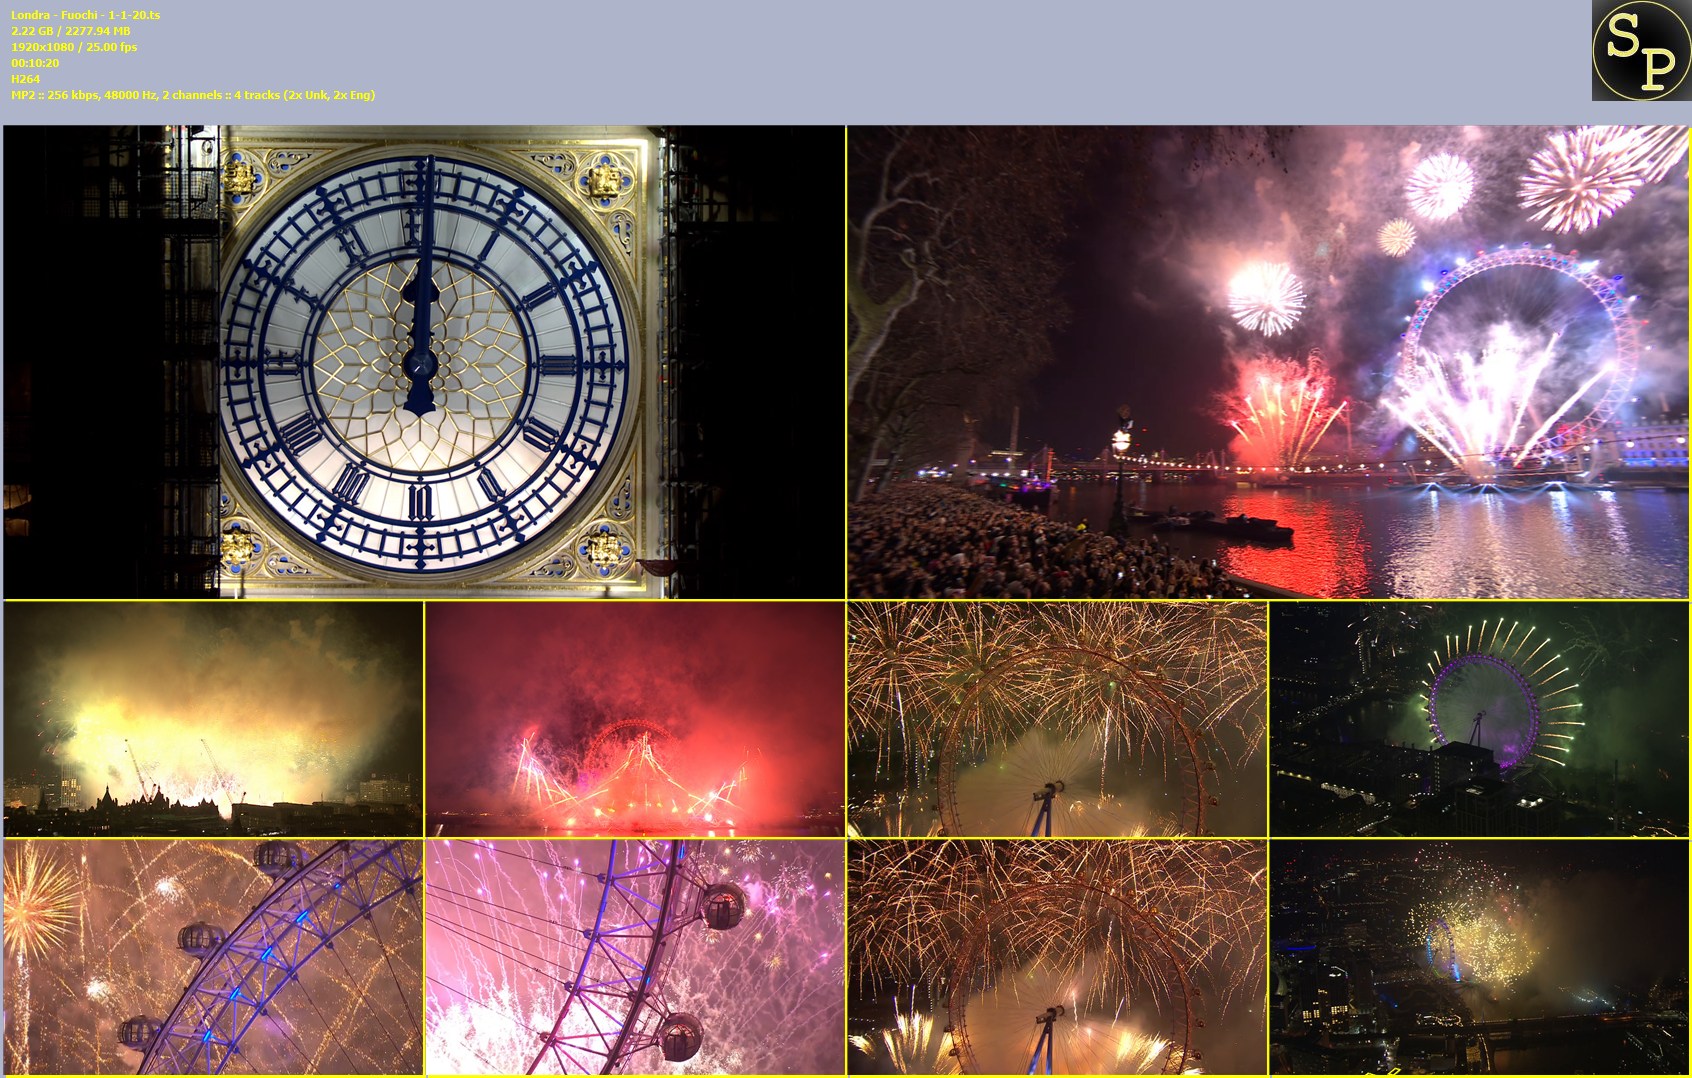 Londra - Fuochi - 1-1-20.ts
2.22 GB / 2277.94 MB
1920x1080 / 25.00 fps
00:10:20
H264
MP2 :: 256 kbps, 48000 Hz, 2 channels :: 4 tracks (2x Unk, 2x Eng)
SP